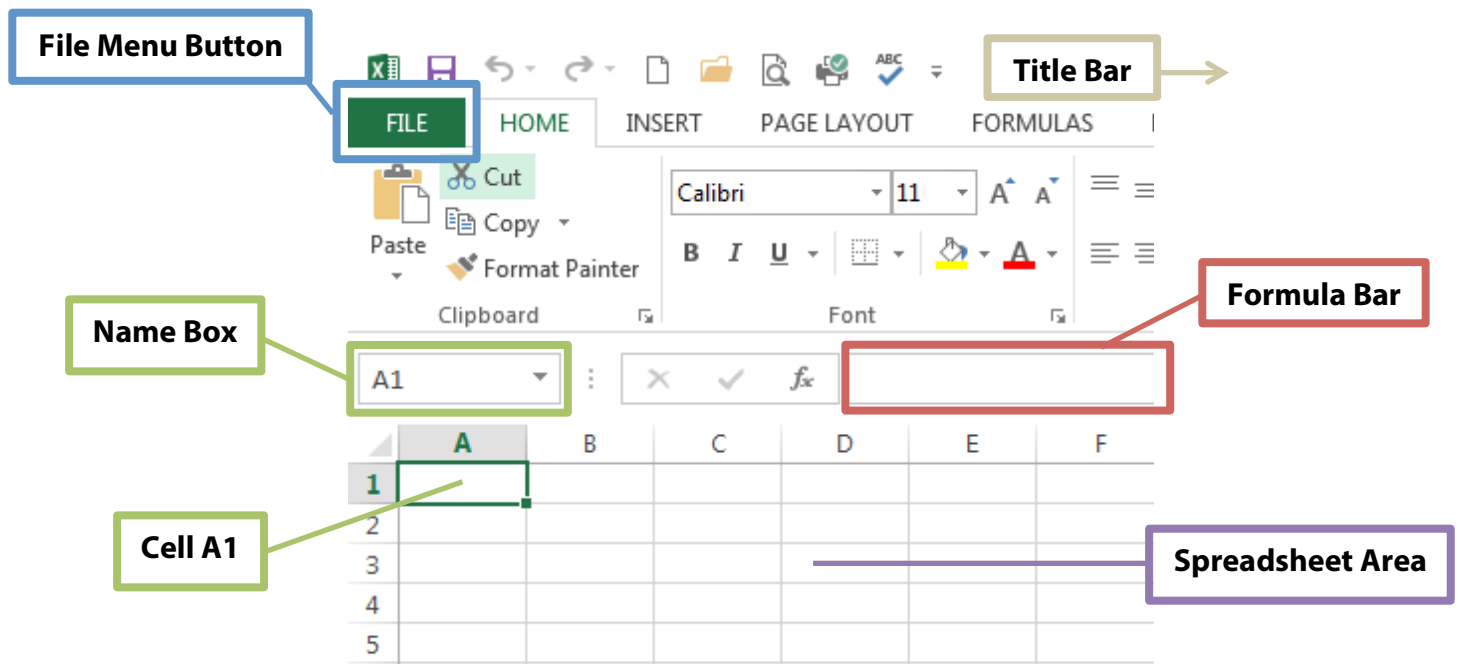 File Menu Button
ABC
Title Bar
FILE HOME INSERT PAGE LAYOUT FORMULAS
Cut
Calibri 11 A A
Copy
Paste
B I U A
Format Painter
Clipboard Font
Formula Bar
Name Box
A1 fx
A B C D E F
1
2
Cell A1
3
Spreadsheet Area
4
5